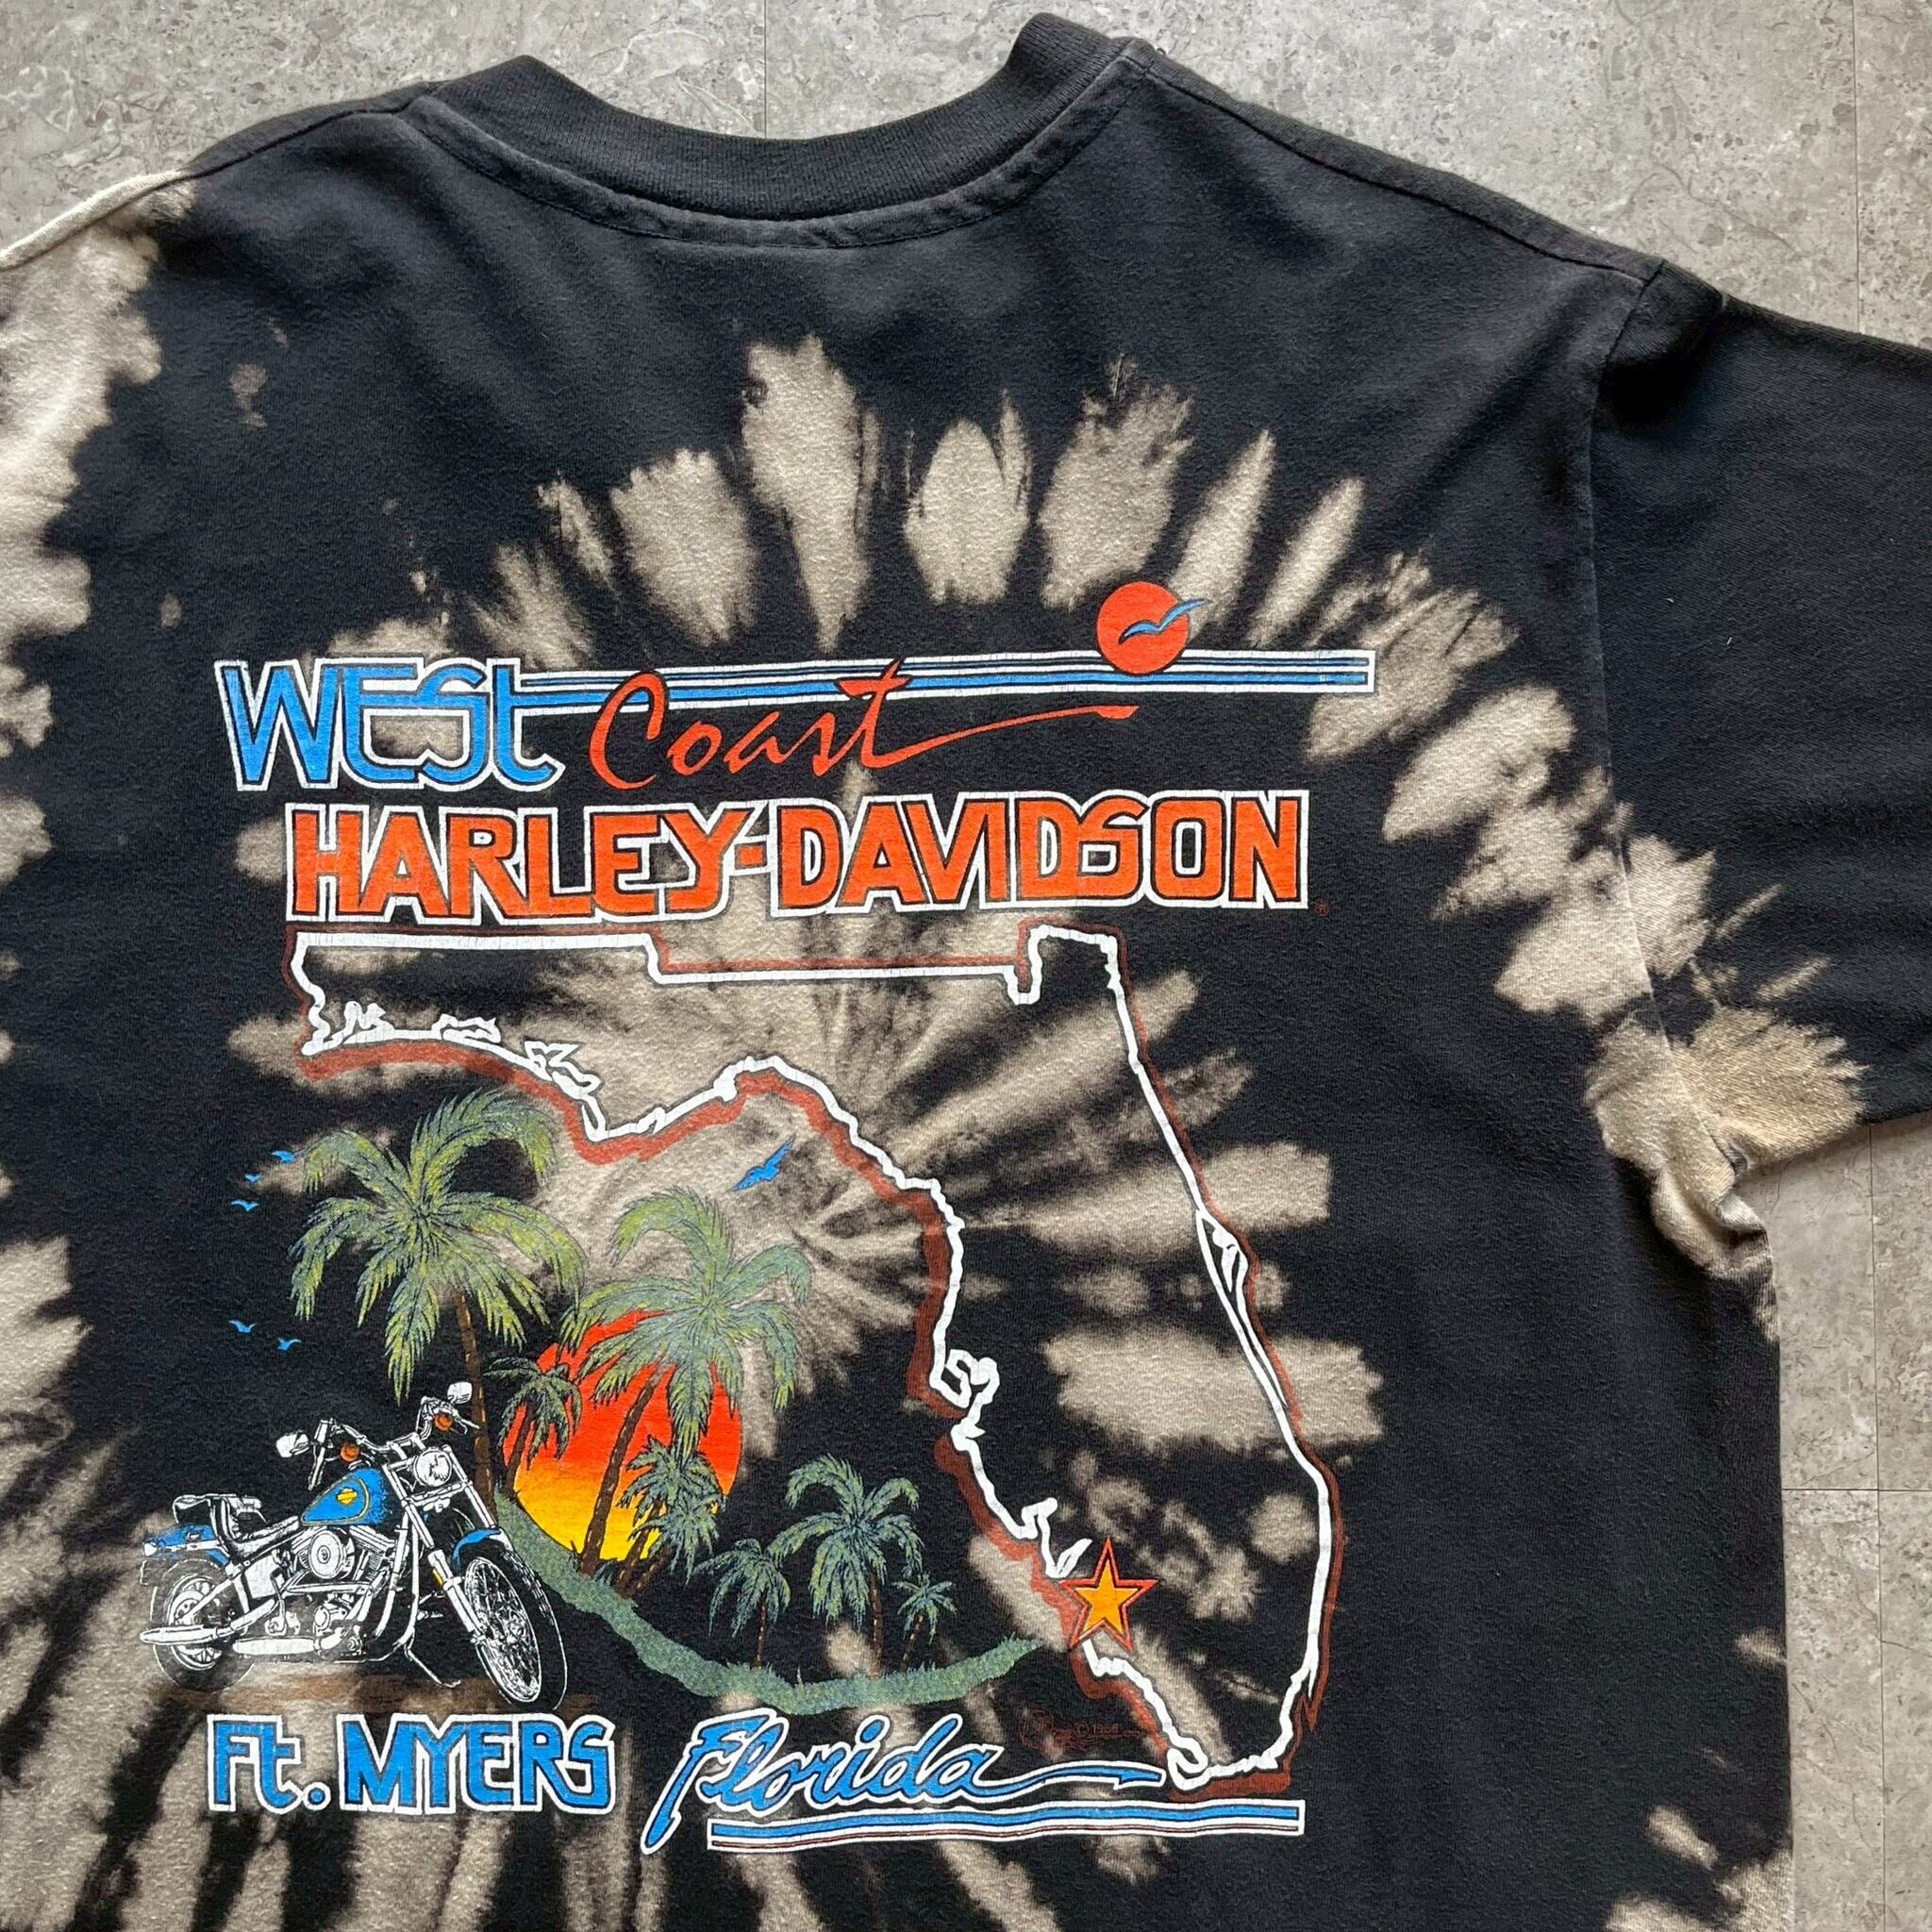 WEST Coast
HARLEY-DAVIDSON ®
Ft. MYERS Florida